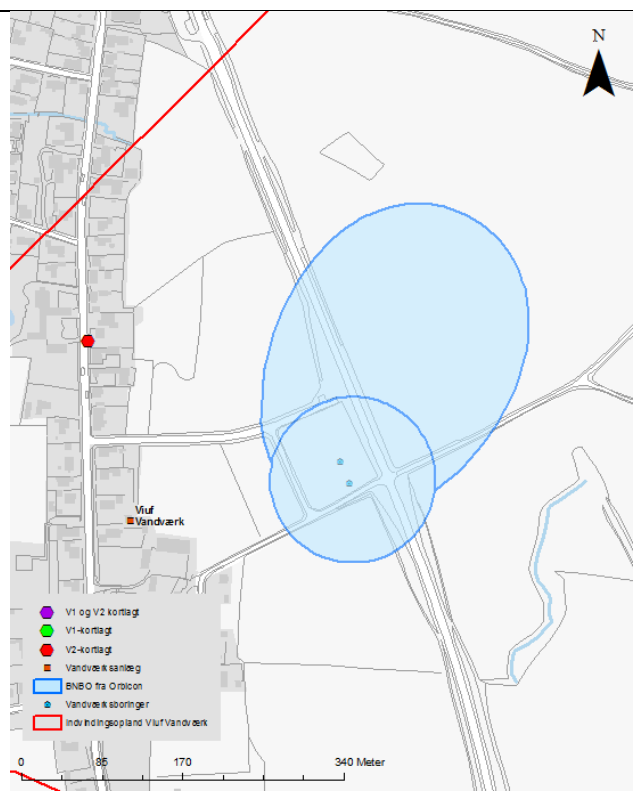 N
Viuf
Vandværk
V1 og V2 kortlagt
V1-kortlagt
V2-kortlagt
Vandværksanlæg
BNBO fra Orbicon
Vandværksboringer
Indvindingsopland Viuf Vandværk
0 85 170 340 Meter